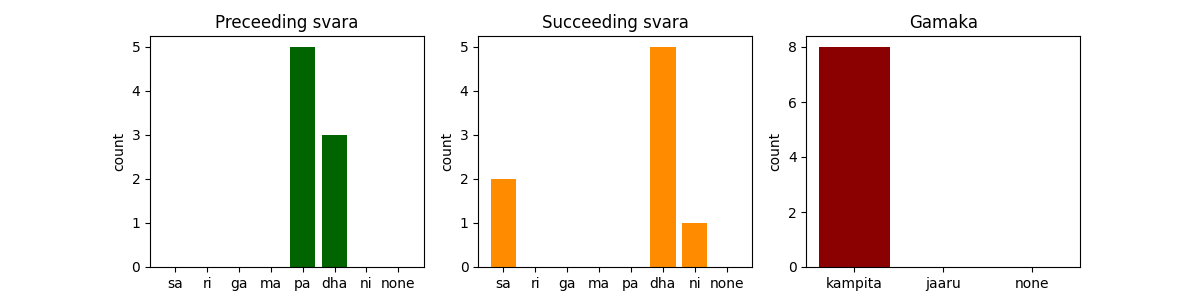 Preceeding svara
count
5
4
3
2
1
0
sa ri ga ma pa dha ni none
Succeeding svara
count
5
4
3
2
1
0
sa ri ga ma pa dha ni none
Gamaka
count
8
6
4
2
0
kampita jaaru none